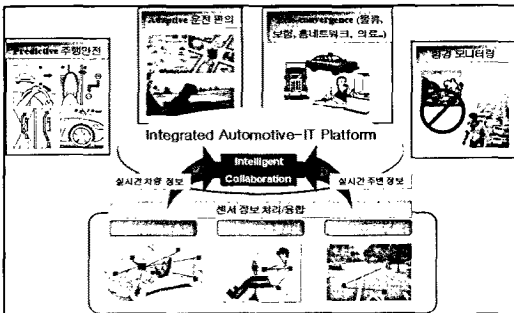 Adaptive 운전 편의
convergence (물류,
보험, 홈네트워크, 의료..)
Predictive 주행안전
환경 모니터링
Integrated Automotive-IT Platform
Intelligent
Collaboration
실시간 차량 정보
실시간 주변 정보
센서 정보 처리/융합